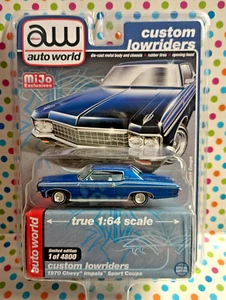 aw
auto world
custom
lowriders
die-cast metal body and chassis • rubber tires • opening hood
MiJo
Exclusives
true 1:64 scale
auto world
limited edition
1 of 4800
custom lowriders
1970 Chevy Impala Sport Coupe